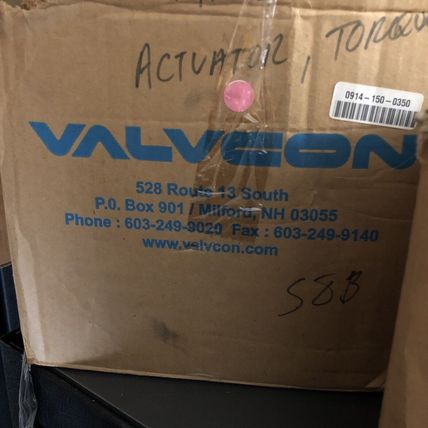 ACTUATOR, TORQU
0914-150-0350
VALVCON
528 Route 13 South
P.O. Box 901 / Milford, NH 03055
Phone : 603-249-9020 Fax : 603-249-9140
www.valvcon.com
S8B